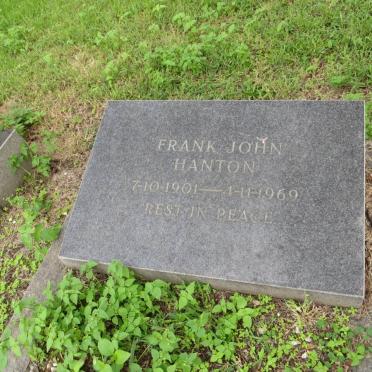 FRANK JOHN
HANTON
7-10-1901 — 4-11-1969
REST IN PEACE